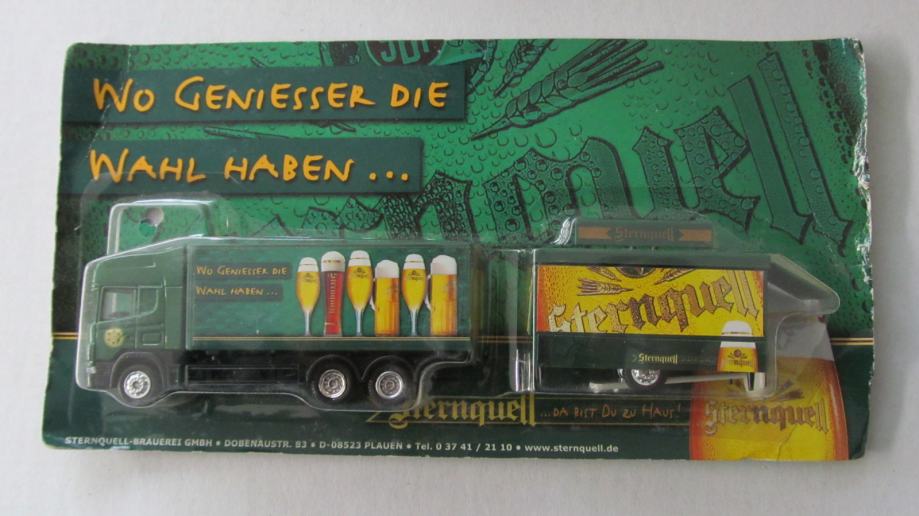 WO GENIESSER DIE
WAHL HABEN ...
Sternquell
Sternquell
WO GENIESSER DIE
WAHL HABEN ...
Sternquell
Sternquell
Sternquell ...DA BIST DU ZU HAUS!
Sternquell
STERNQUELL-BRAUEREI GMBH • DOBENAUSTR. 83 • D-08523 PLAUEN • Tel. 0 37 41 / 21 10 • www.sternquell.de